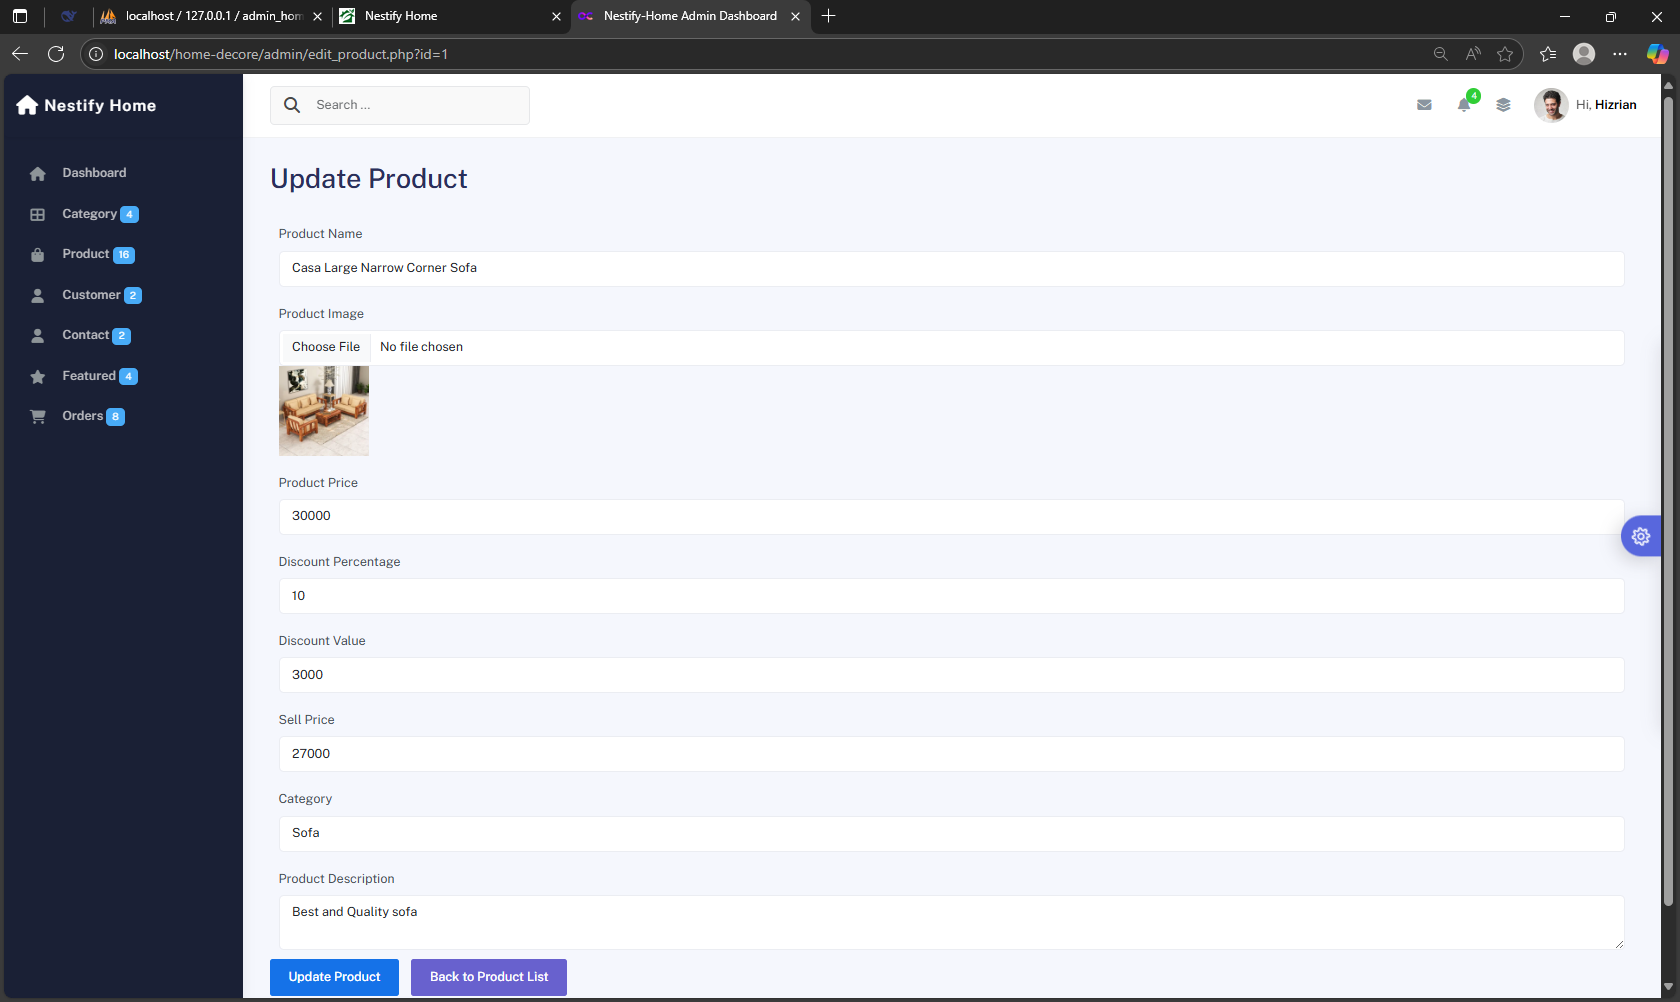 localhost / 127.0.0.1 / admin_hom
Nestify Home
Nestify-Home Admin Dashboard
localhost/home-decore/admin/edit_product.php?id=1
Nestify Home
Search ...
4
Hi, Hizrian
Dashboard
Category 4
Product 16
Customer 2
Contact 2
Featured 4
Orders 8
Update Product
Product Name
Casa Large Narrow Corner Sofa
Product Image
Choose File No file chosen
Product Price
30000
Discount Percentage
10
Discount Value
3000
Sell Price
27000
Category
Sofa
Product Description
Best and Quality sofa
Update Product
Back to Product List